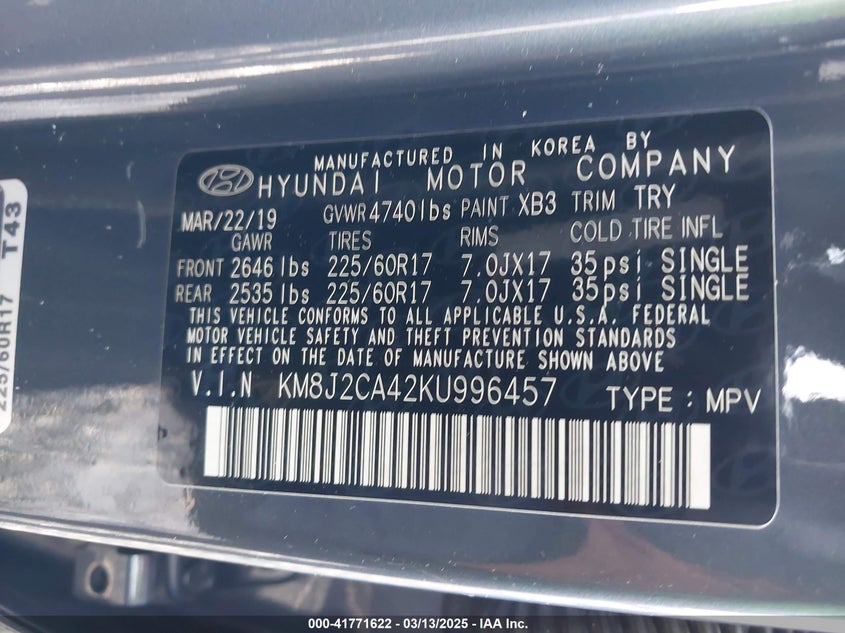 MANUFACTURED IN KOREA BY
HYUNDAI MOTOR COMPANY
MAR/22/19 GVWR4740lbs PAINT XB3 TRIM TRY
GAWR TIRES RIMS COLD TIRE INFL
FRONT 2646lbs 225/60R17 7.0JX17 35psi SINGLE
REAR 2535lbs 225/60R17 7.0JX17 35psi SINGLE
THIS VEHICLE CONFORMS TO ALL APPLICABLE U.S.A. FEDERAL
MOTOR VEHICLE SAFETY AND THEFT PREVENTION STANDARDS
IN EFFECT ON THE DATE OF MANUFACTURE SHOWN ABOVE
V.I.N KM8J2CA42KU996457 TYPE : MPV
225/60R17 T43
000-41771622 - 03/13/2025 - IAA Inc.